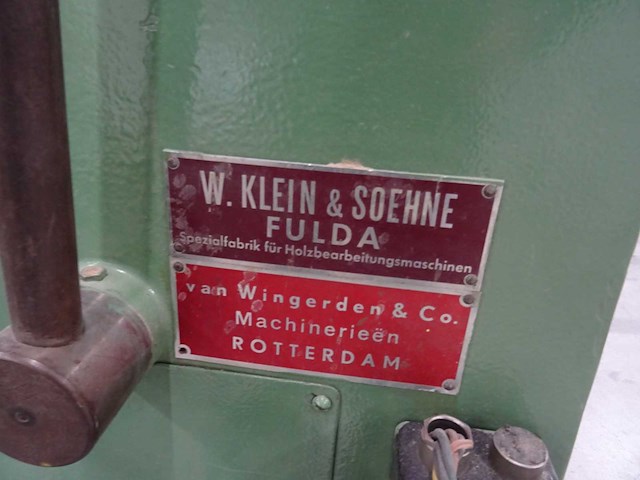 W. KLEIN & SOEHNE
FULDA
Spezialfabrik für Holzbearbeitungsmaschinen
van Wingerden & Co.
Machinerieën
ROTTERDAM